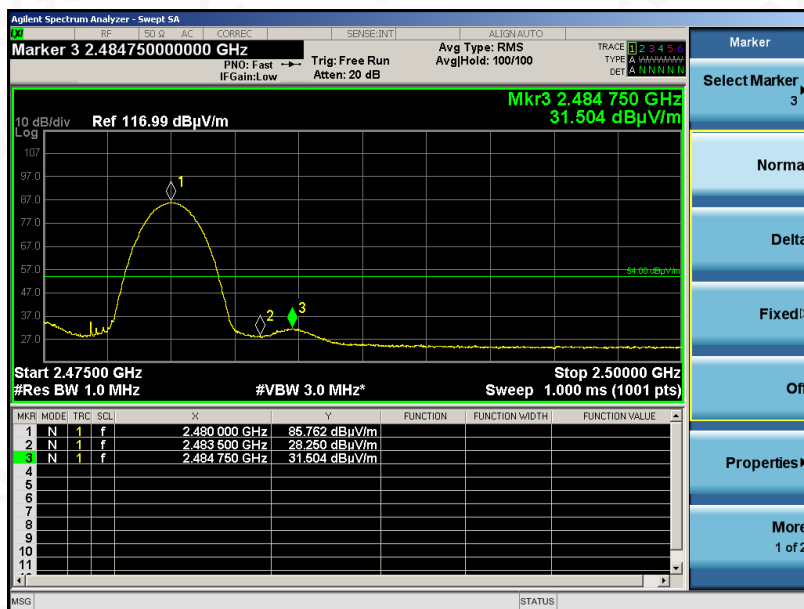 Agilent Spectrum Analyzer - Swept SA
LXI RF 50 Ω AC CORREC SENSE:INT ALIGN AUTO
Marker 3 2.484750000000 GHz
PNO: Fast
IFGain:Low
Trig: Free Run
Atten: 20 dB
Avg Type: RMS
Avg|Hold: 100/100
TRACE 1 2 3 4 5 6
TYPE A WWWWW
DET A N N N N N
Mkr3 2.484 750 GHz
31.504 dBµV/m
10 dB/div Ref 116.99 dBµV/m
Log
107
97.0
87.0
77.0
67.0
57.0
47.0
37.0
27.0
1
2
3
54.00 dBµV/m
Start 2.47500 GHz Stop 2.50000 GHz
#Res BW 1.0 MHz #VBW 3.0 MHz* Sweep 1.000 ms (1001 pts)
MKR MODE TRC SCL X Y FUNCTION FUNCTION WIDTH FUNCTION VALUE
1 N 1 f 2.480 000 GHz 85.762 dBµV/m
2 N 1 f 2.483 500 GHz 28.250 dBµV/m
3 N 1 f 2.484 750 GHz 31.504 dBµV/m
4
5
6
7
8
9
10
11
MSG STATUS
Marker
Select Marker
3
Norma
Delta
Fixed
Of
Properties
More
1 of 2